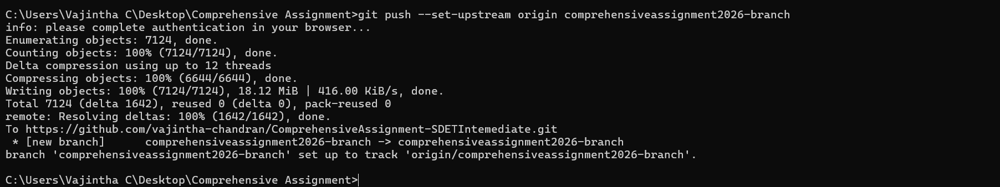 C:\Users\Vajintha C\Desktop\Comprehensive Assignment>git push --set-upstream origin comprehensiveassignment2026-branch
info: please complete authentication in your browser...
Enumerating objects: 7124, done.
Counting objects: 100% (7124/7124), done.
Delta compression using up to 12 threads
Compressing objects: 100% (6644/6644), done.
Writing objects: 100% (7124/7124), 18.12 MiB | 416.00 KiB/s, done.
Total 7124 (delta 1642), reused 0 (delta 0), pack-reused 0
remote: Resolving deltas: 100% (1642/1642), done.
To https://github.com/vajintha-chandran/ComprehensiveAssignment-SDETIntemediate.git
 * [new branch]      comprehensiveassignment2026-branch -> comprehensiveassignment2026-branch
branch 'comprehensiveassignment2026-branch' set up to track 'origin/comprehensiveassignment2026-branch'.
C:\Users\Vajintha C\Desktop\Comprehensive Assignment>